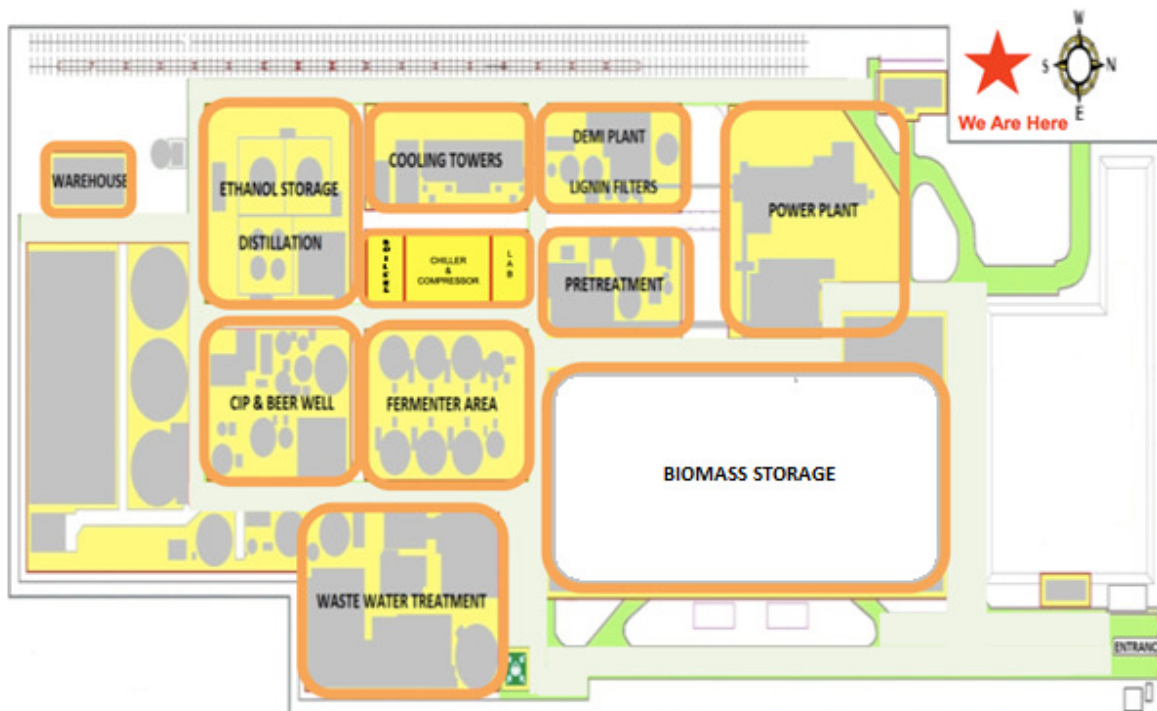 W
S
N
E
We Are Here
WAREHOUSE
ETHANOL STORAGE
DISTILLATION
COOLING TOWERS
DEMI PLANT
LIGNIN FILTERS
POWER PLANT
CHILLER
&
COMPRESSOR
LAB
PRETREATMENT
CIP & BEER WELL
FERMENTER AREA
BIOMASS STORAGE
WASTE WATER TREATMENT
ENTRANC